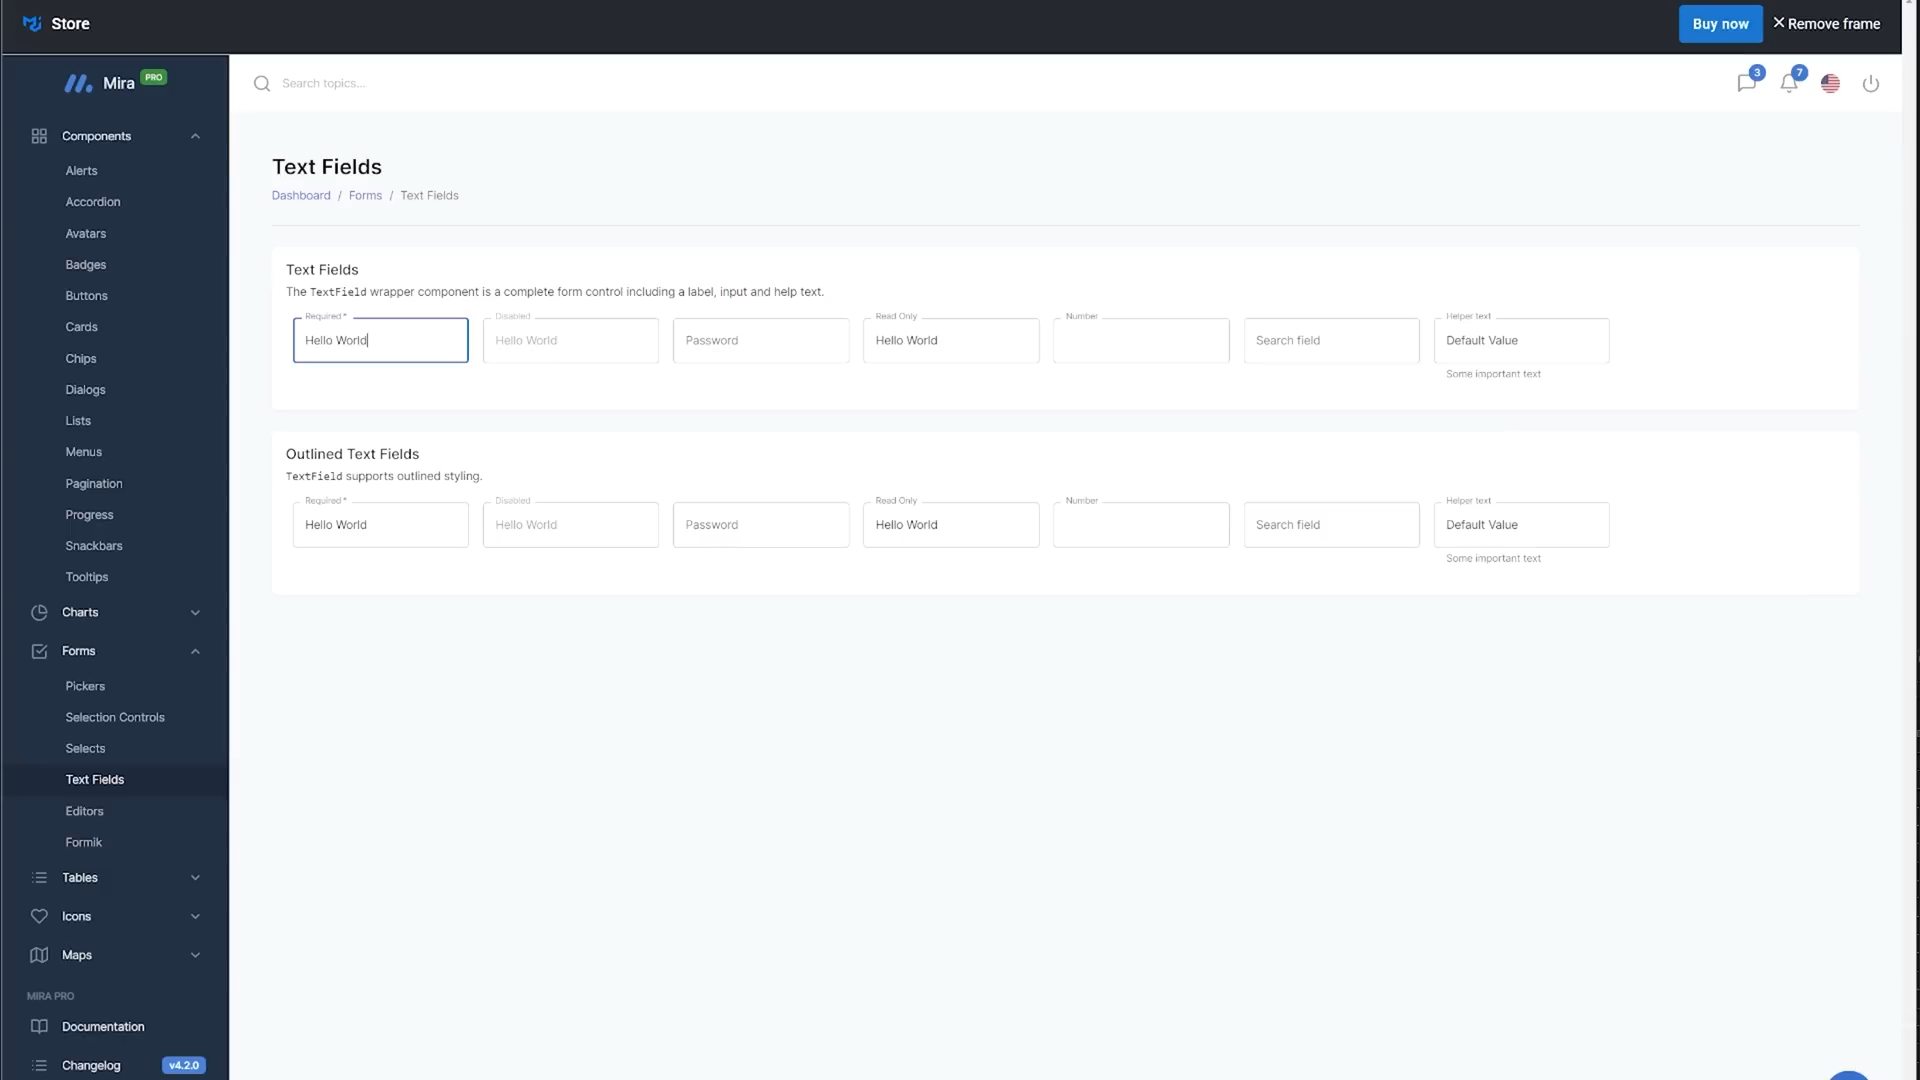 Store
Buy now
Remove frame
Mira PRO
Search topics...
3
7
Components
Alerts
Accordion
Avatars
Badges
Buttons
Cards
Chips
Dialogs
Lists
Menus
Pagination
Progress
Snackbars
Tooltips
Charts
Forms
Pickers
Selection Controls
Selects
Text Fields
Editors
Formik
Tables
Icons
Maps
MIRA PRO
Documentation
Changelog v4.2.0
Text Fields
Dashboard / Forms / Text Fields
Text Fields
The TextField wrapper component is a complete form control including a label, input and help text.
Required * Disabled Read Only Number Helper text
Hello World Hello World Password Hello World Search field Default Value
Some important text
Outlined Text Fields
TextField supports outlined styling.
Required * Disabled Read Only Number Helper text
Hello World Hello World Password Hello World Search field Default Value
Some important text